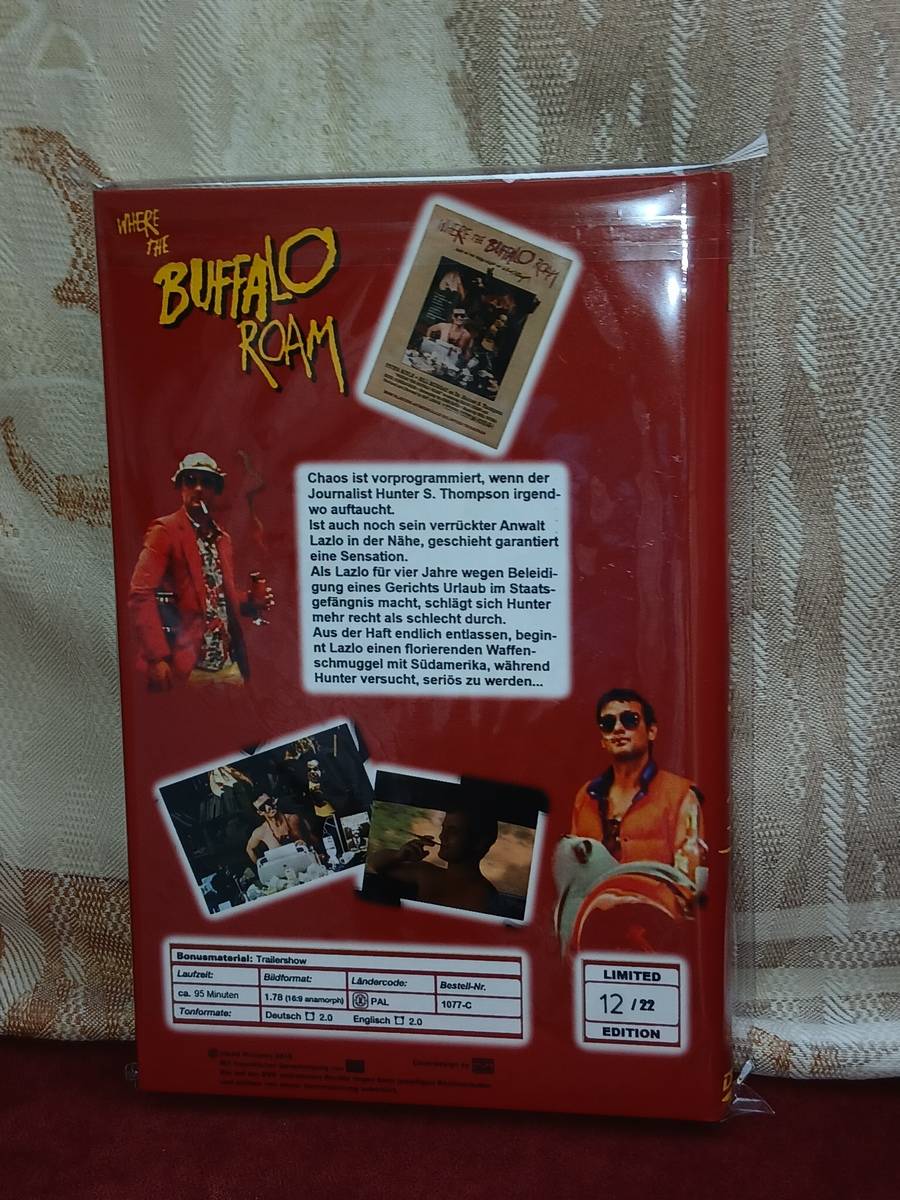 WHERE
THE
BUFFALO
ROAM
WHERE THE BUFFALO ROAM
Chaos ist vorprogrammiert, wenn der
Journalist Hunter S. Thompson irgend-
wo auftaucht.
Ist auch noch sein verrückter Anwalt
Lazlo in der Nähe, geschieht garantiert
eine Sensation.
Als Lazlo für vier Jahre wegen Beleidi-
gung eines Gerichts Urlaub im Staats-
gefängnis macht, schlägt sich Hunter
mehr recht als schlecht durch.
Aus der Haft endlich entlassen, begin-
nt Lazlo einen florierenden Waffen-
schmuggel mit Südamerika, während
Hunter versucht, seriös zu werden...
Bonusmaterial: Trailershow
Laufzeit: Bildformat: Ländercode: Bestell-Nr.
ca. 95 Minuten 1.78 (16:9 anamorph) PAL 1077-C
Tonformate: Deutsch 2.0 Englisch 2.0
LIMITED
12 / 22
EDITION